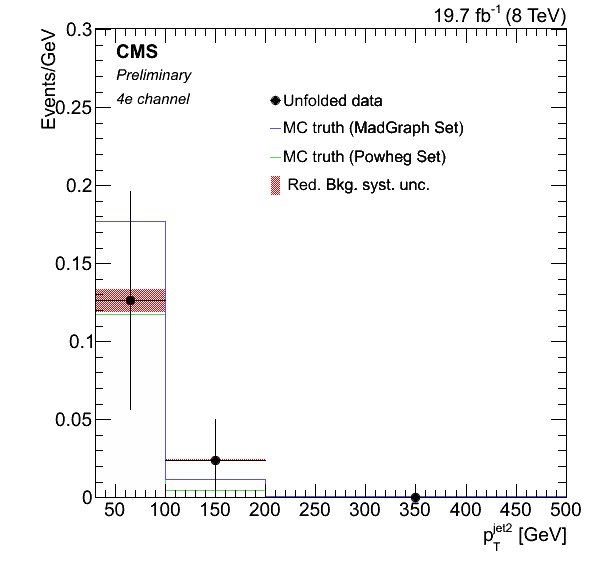 19.7 fb⁻¹ (8 TeV)
Events/GeV
CMS
Preliminary
4e channel
Unfolded data
MC truth (MadGraph Set)
MC truth (Powheg Set)
Red. Bkg. syst. unc.
0.3
0.25
0.2
0.15
0.1
0.05
0
50 100 150 200 250 300 350 400 450 500
p_T^jet2 [GeV]